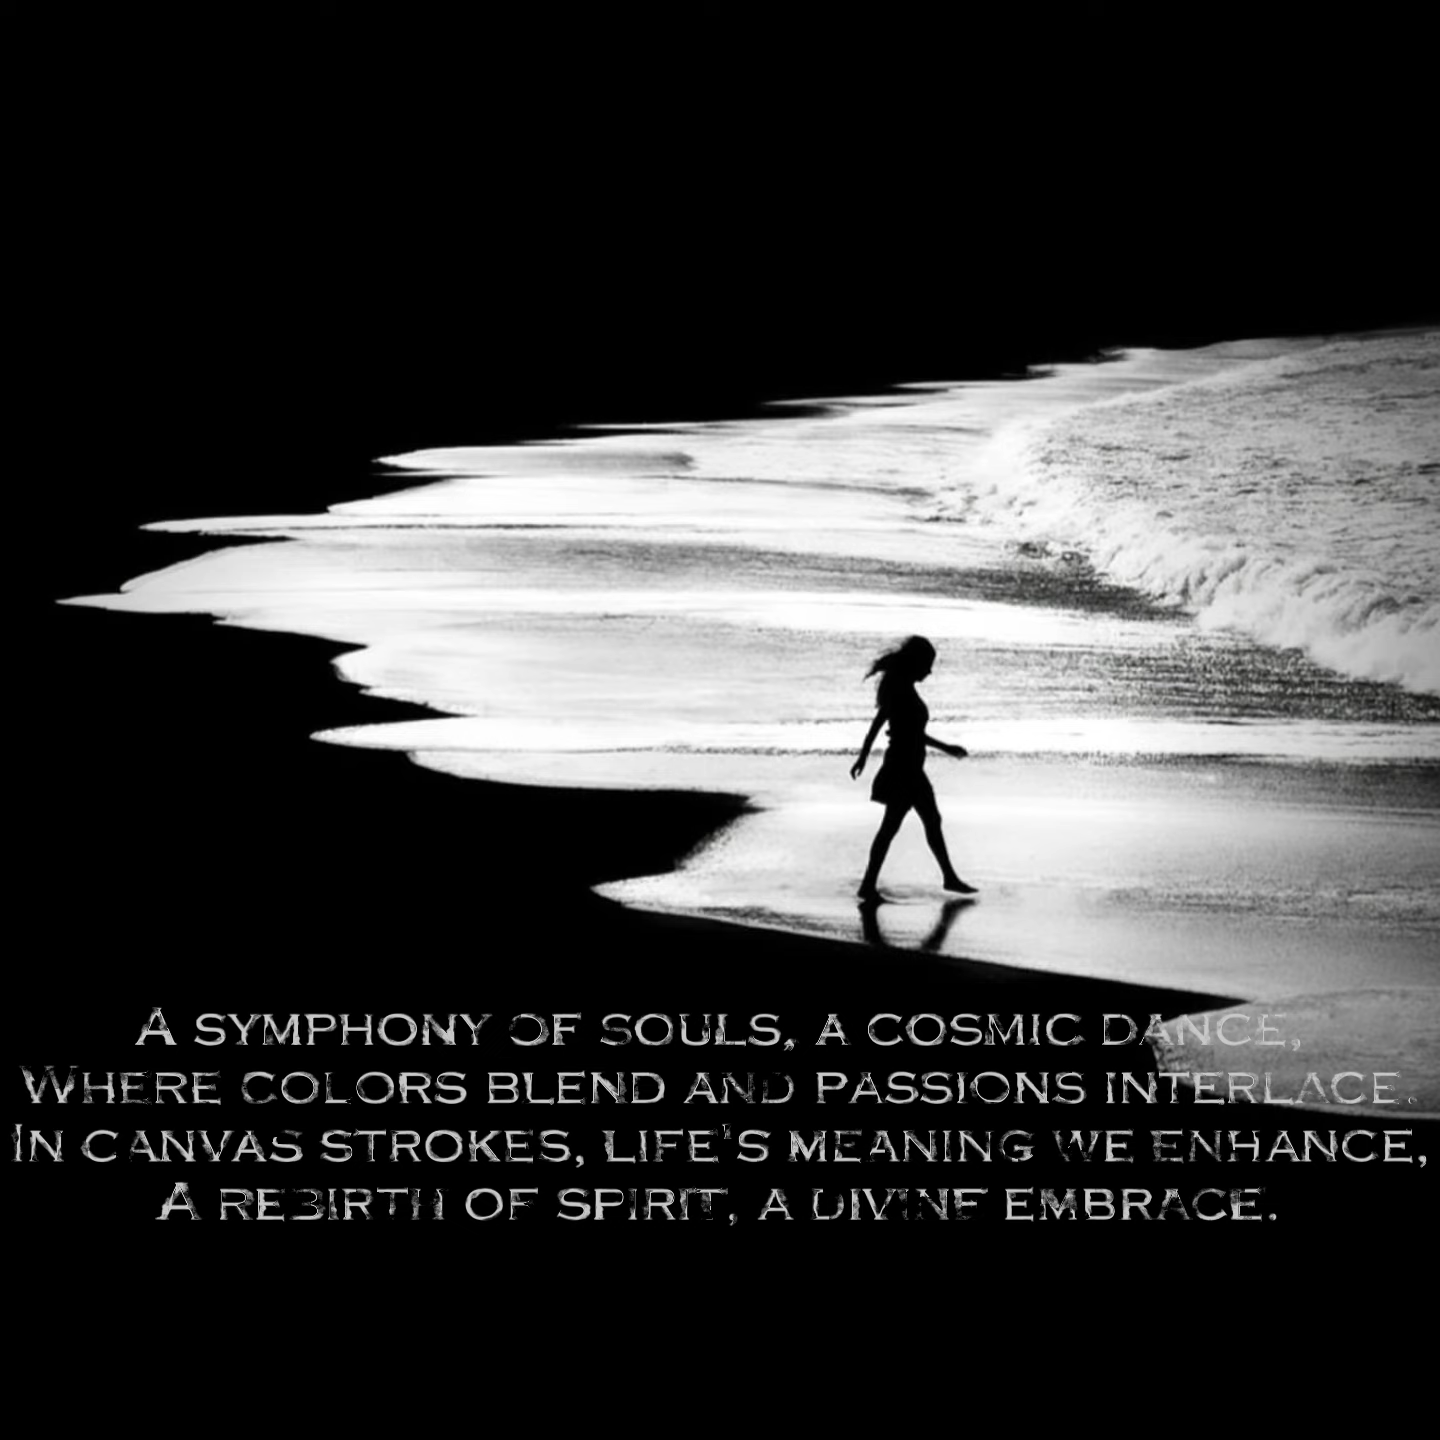 A symphony of souls, a cosmic dance,
Where colors blend and passions interlace.
In canvas strokes, life's meaning we enhance,
A rebirth of spirit, a divine embrace.